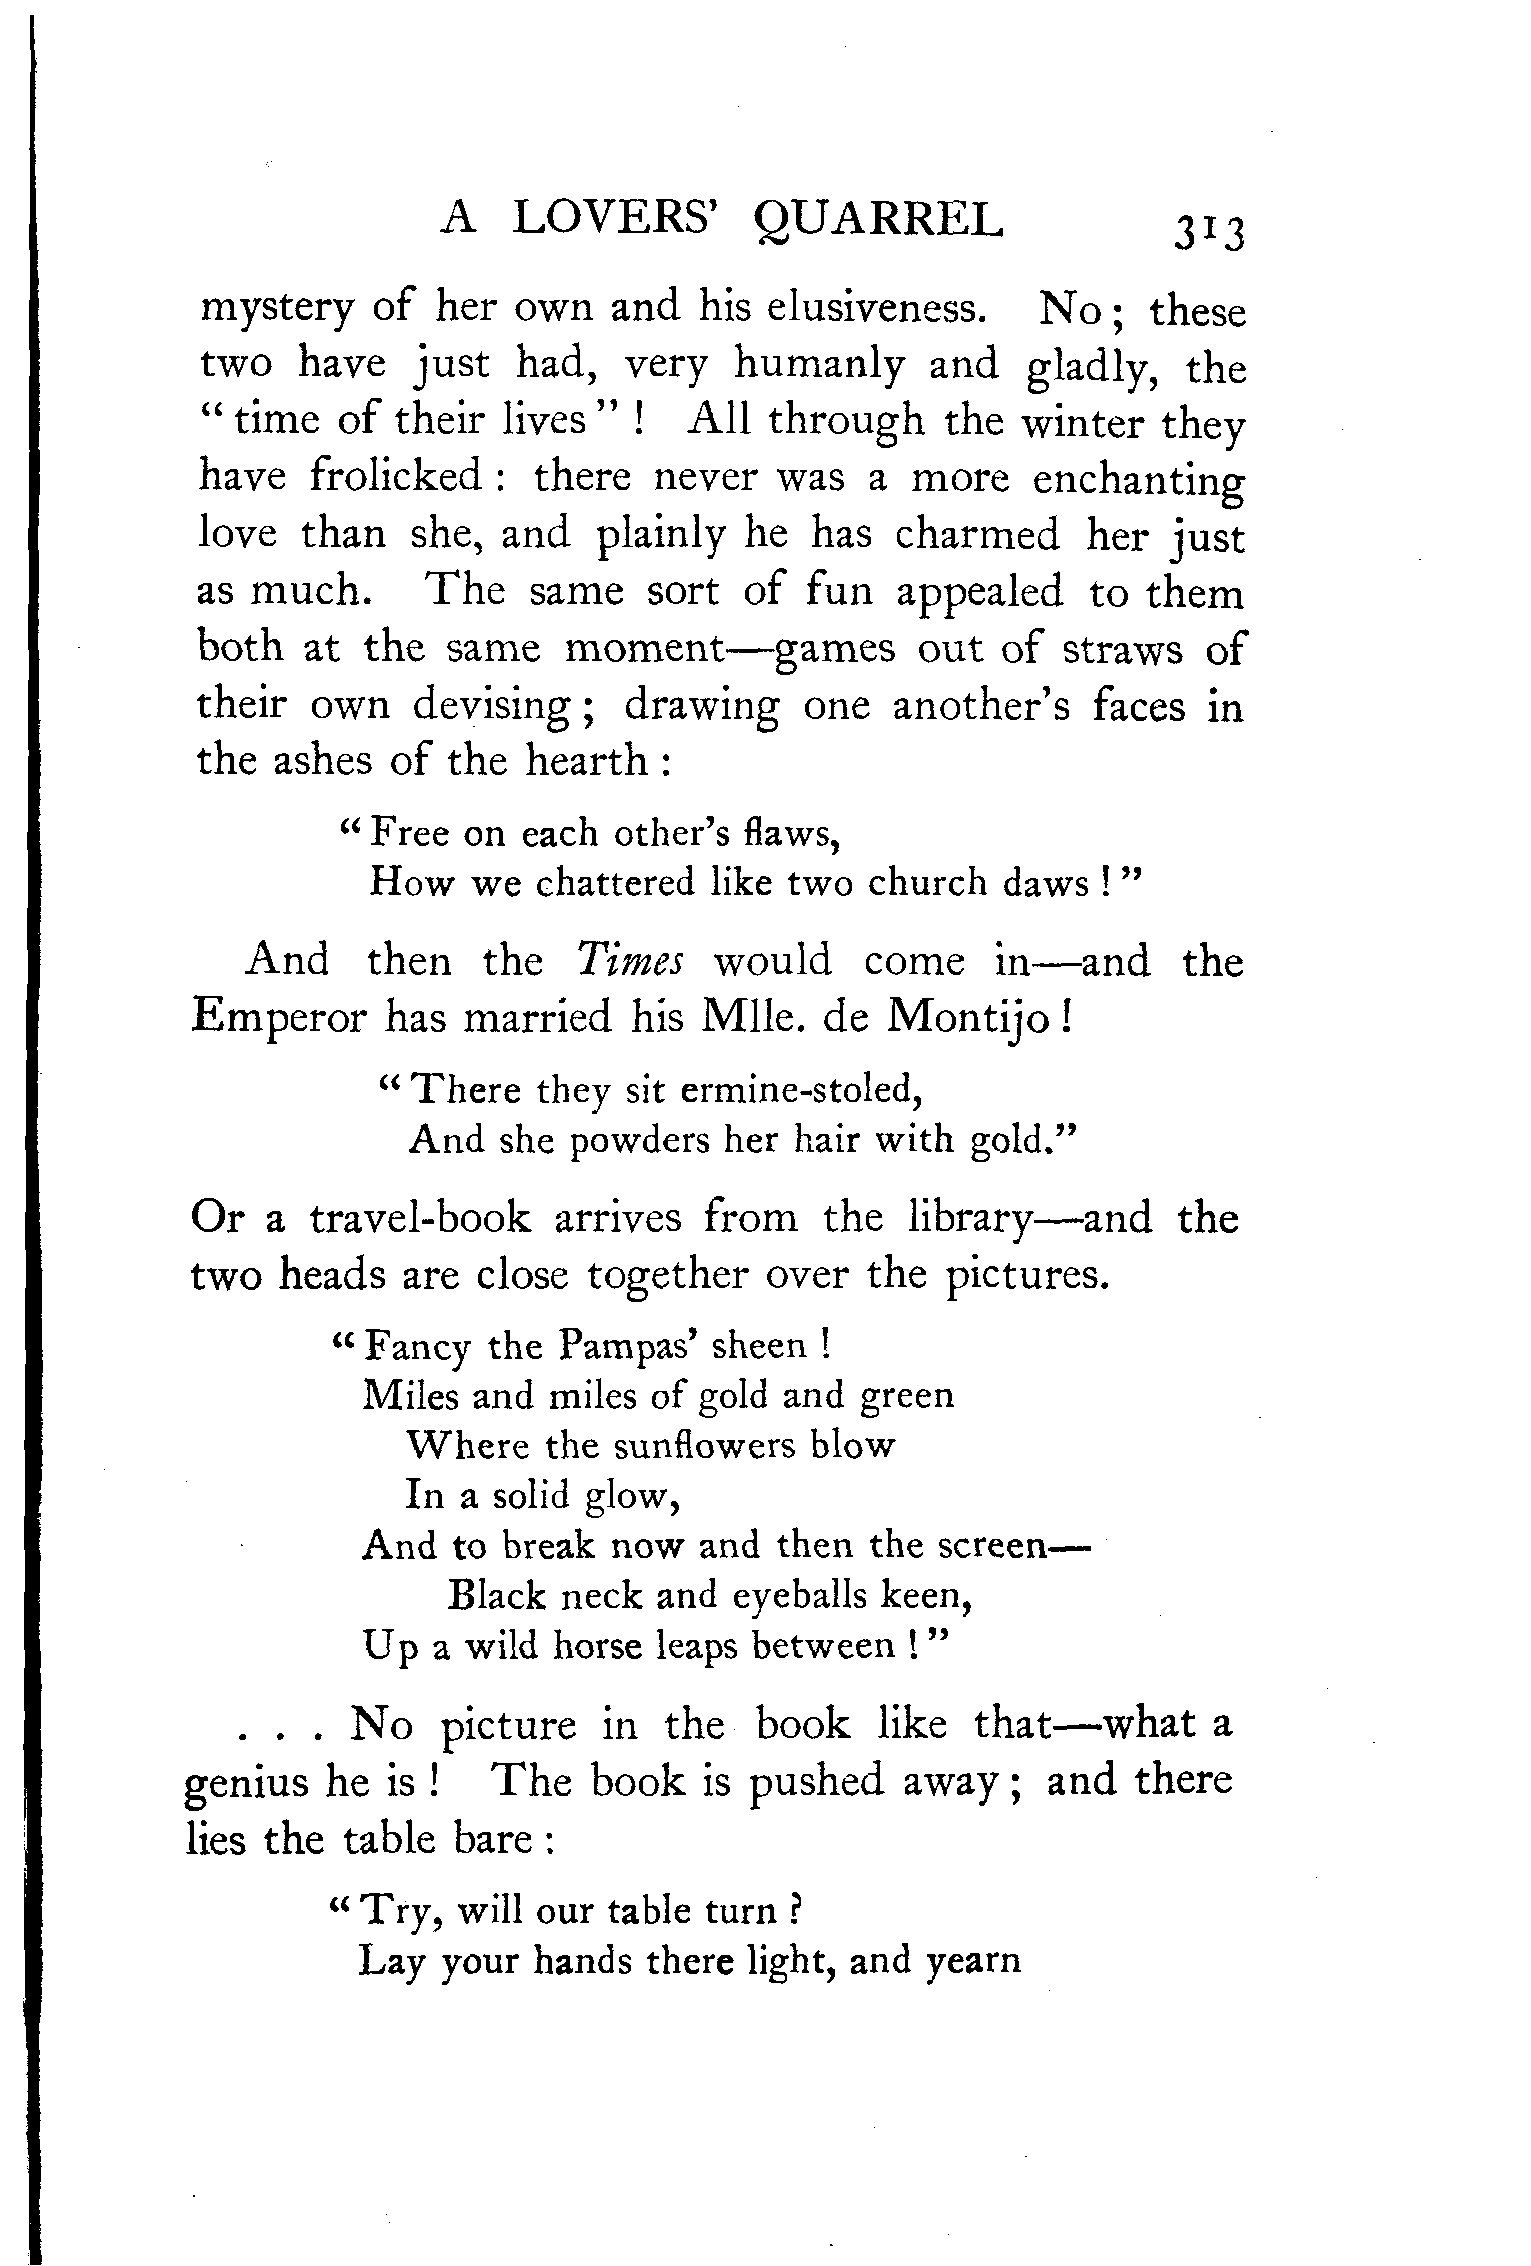 A LOVERS' QUARREL 313
mystery of her own and his elusiveness. No; these
two have just had, very humanly and gladly, the
"time of their lives"! All through the winter they
have frolicked: there never was a more enchanting
love than she, and plainly he has charmed her just
as much. The same sort of fun appealed to them
both at the same moment—games out of straws of
their own devising; drawing one another's faces in
the ashes of the hearth:
"Free on each other's flaws,
How we chattered like two church daws!"
And then the Times would come in—and the
Emperor has married his Mlle. de Montijo!
"There they sit ermine-stoled,
And she powders her hair with gold."
Or a travel-book arrives from the library—and the
two heads are close together over the pictures.
"Fancy the Pampas' sheen!
Miles and miles of gold and green
Where the sunflowers blow
In a solid glow,
And to break now and then the screen—
Black neck and eyeballs keen,
Up a wild horse leaps between!"
. . . No picture in the book like that—what a
genius he is! The book is pushed away; and there
lies the table bare:
"Try, will our table turn?
Lay your hands there light, and yearn